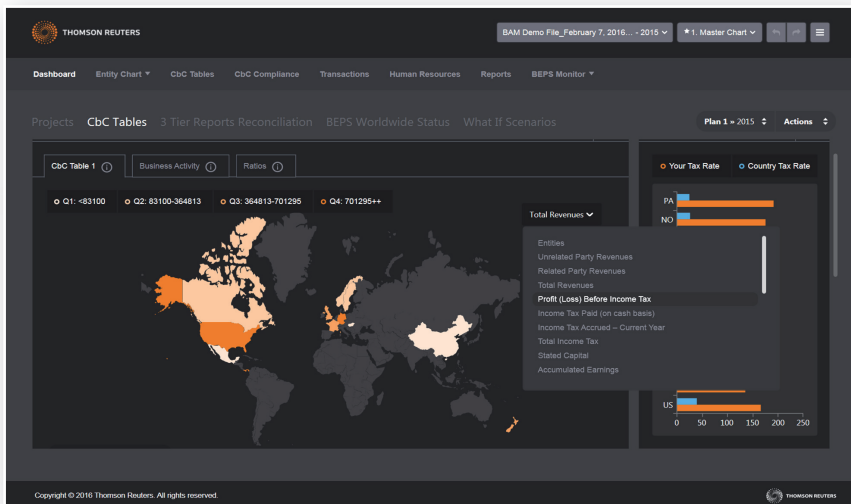 THOMSON REUTERS
BAM Demo File_February 7, 2016... - 2015
1. Master Chart
Dashboard Entity Chart CbC Tables CbC Compliance Transactions Human Resources Reports BEPS Monitor
Projects CbC Tables 3 Tier Reports Reconciliation BEPS Worldwide Status What If Scenarios
Plan 1 » 2015 Actions
CbC Table 1 Business Activity Ratios
Your Tax Rate Country Tax Rate
Q1: <83100 Q2: 83100-364813 Q3: 364813-701295 Q4: 701295++
Total Revenues
Entities
Unrelated Party Revenues
Related Party Revenues
Total Revenues
Profit (Loss) Before Income Tax
Income Tax Paid (on cash basis)
Income Tax Accrued – Current Year
Total Income Tax
Stated Capital
Accumulated Earnings
PA
NO
US
0 50 100 150 200 250
Copyright © 2016 Thomson Reuters. All rights reserved.
THOMSON REUTERS